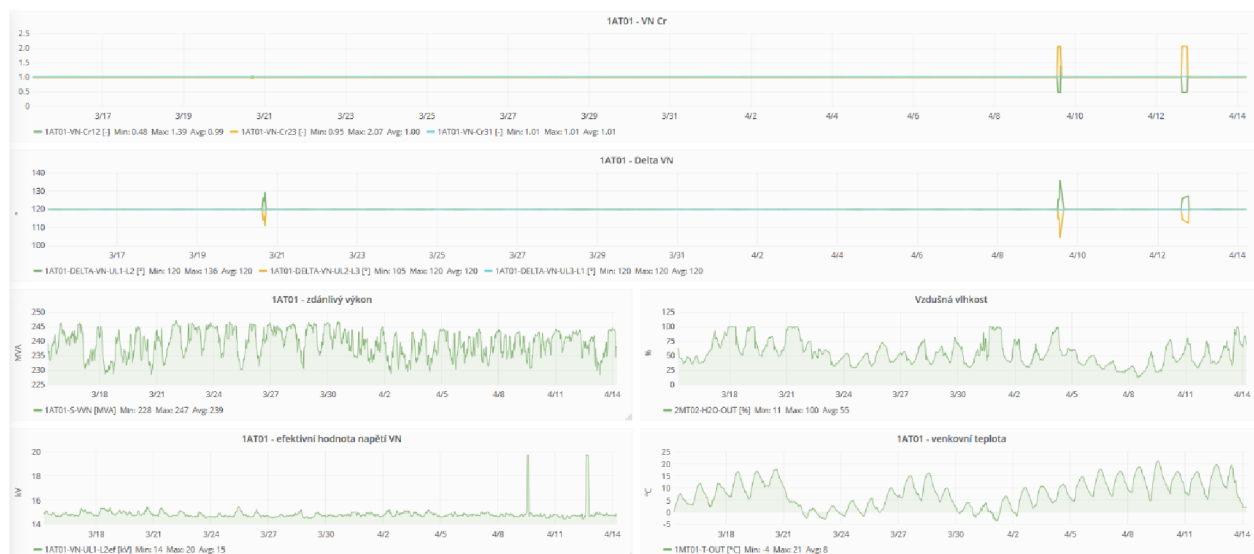 1AT01 - VN Cr
2.5
2.0
1.5
1.0
0.5
0
3/17 3/19 3/21 3/23 3/25 3/27 3/29 3/31 4/2 4/4 4/6 4/8 4/10 4/12 4/14
1AT01-VN-Cr12 [-] Min: 0.48 Max: 1.39 Avg: 0.99 1AT01-VN-Cr23 [-] Min: 0.95 Max: 2.07 Avg: 1.00 1AT01-VN-Cr31 [-] Min: 1.01 Max: 1.01 Avg: 1.01
1AT01 - Delta VN
140
130
120
110
100
°
3/17 3/19 3/21 3/23 3/25 3/27 3/29 3/31 4/2 4/4 4/6 4/8 4/10 4/12 4/14
1AT01-DELTA-VN-UL1-L2 [°] Min: 120 Max: 136 Avg: 120 1AT01-DELTA-VN-UL2-L3 [°] Min: 105 Max: 120 Avg: 120 1AT01-DELTA-VN-UL3-L1 [°] Min: 120 Max: 120 Avg: 120
1AT01 - zdánlivý výkon
250
245
240
235
230
225
MVA
3/18 3/21 3/24 3/27 3/30 4/2 4/5 4/8 4/11 4/14
1AT01-S-VVN [MVA] Min: 228 Max: 247 Avg: 239
Vzdušná vlhkost
125
100
75
50
25
0
%
3/18 3/21 3/24 3/27 3/30 4/2 4/5 4/8 4/11 4/14
2MT02-H2O-OUT [%] Min: 11 Max: 100 Avg: 55
1AT01 - efektivní hodnota napětí VN
20
18
16
14
kV
3/18 3/21 3/24 3/27 3/30 4/2 4/5 4/8 4/11 4/14
1AT01-VN-UL1-L2ef [kV] Min: 14 Max: 20 Avg: 15
1AT01 - venkovní teplota
25
20
15
10
5
0
-5
°C
3/18 3/21 3/24 3/27 3/30 4/2 4/5 4/8 4/11 4/14
1MT01-T-OUT [°C] Min: -4 Max: 21 Avg: 8